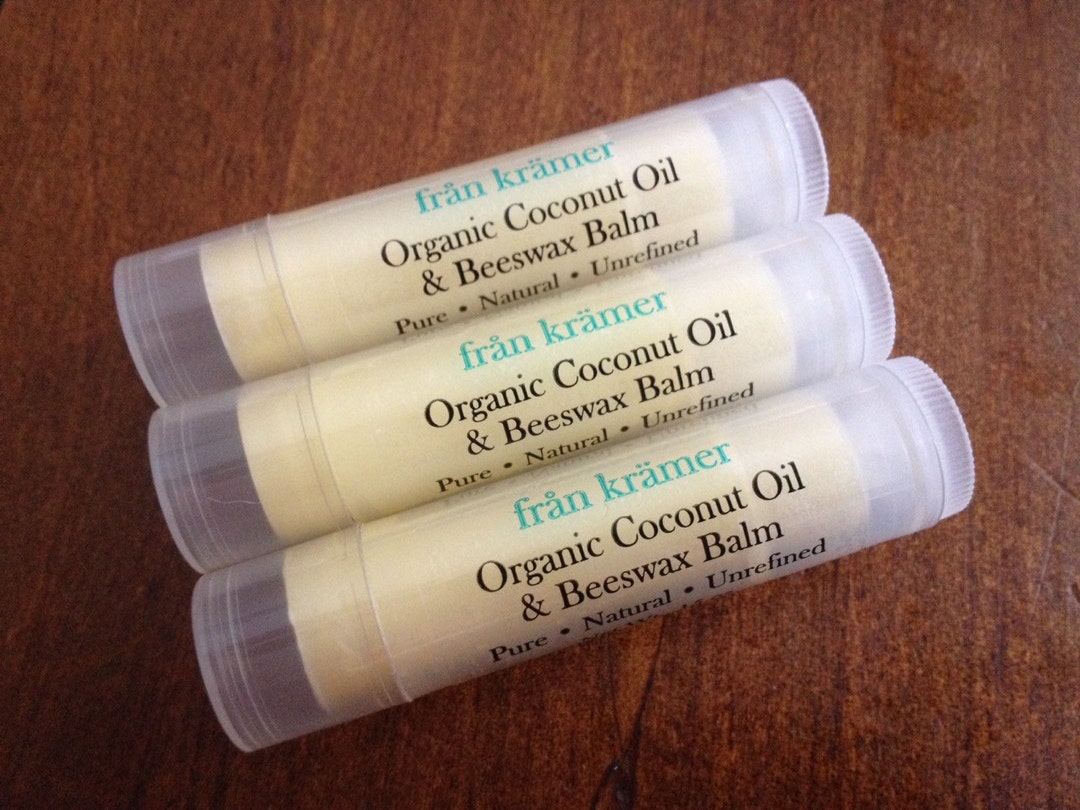 från krämer
Organic Coconut Oil
& Beeswax Balm
Pure • Natural • Unrefined
från krämer
Organic Coconut Oil
& Beeswax Balm
Pure • Natural • Unrefined
från krämer
Organic Coconut Oil
& Beeswax Balm
Pure • Natural • Unrefined